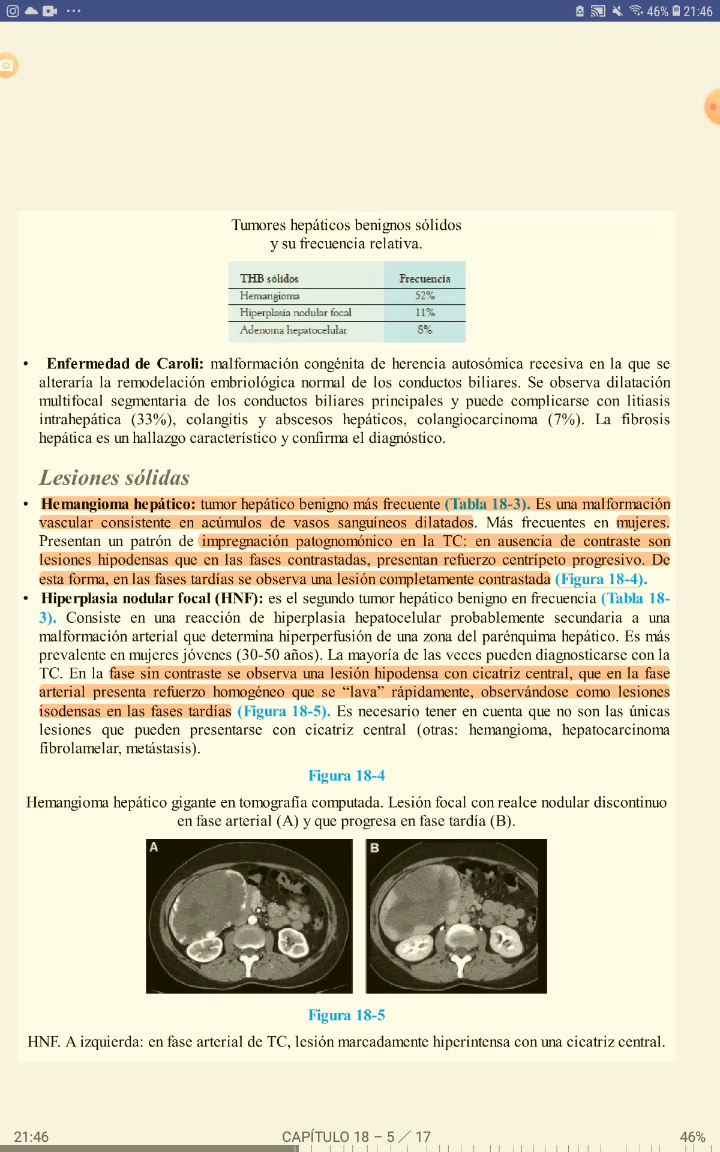 46% 21:46
Tumores hepáticos benignos sólidos
y su frecuencia relativa.
THB sólidos Frecuencia
Hemangioma 52%
Hiperplasia nodular focal 11%
Adenoma hepatocelular 8%
• Enfermedad de Caroli: malformación congénita de herencia autosómica recesiva en la que se
alteraría la remodelación embriológica normal de los conductos biliares. Se observa dilatación
multifocal segmentaria de los conductos biliares principales y puede complicarse con litiasis
intrahepática (33%), colangitis y abscesos hepáticos, colangiocarcinoma (7%). La fibrosis
hepática es un hallazgo característico y confirma el diagnóstico.
Lesiones sólidas
• Hemangioma hepático: tumor hepático benigno más frecuente (Tabla 18-3). Es una malformación
vascular consistente en acúmulos de vasos sanguíneos dilatados. Más frecuentes en mujeres.
Presentan un patrón de impregnación patognomónico en la TC: en ausencia de contraste son
lesiones hipodensas que en las fases contrastadas, presentan refuerzo centrípeto progresivo. De
esta forma, en las fases tardías se observa una lesión completamente contrastada (Figura 18-4).
• Hiperplasia nodular focal (HNF): es el segundo tumor hepático benigno en frecuencia (Tabla 18-
3). Consiste en una reacción de hiperplasia hepatocelular probablemente secundaria a una
malformación arterial que determina hiperperfusión de una zona del parénquima hepático. Es más
prevalente en mujeres jóvenes (30-50 años). La mayoría de las veces pueden diagnosticarse con la
TC. En la fase sin contraste se observa una lesión hipodensa con cicatriz central, que en la fase
arterial presenta refuerzo homogéneo que se “lava” rápidamente, observándose como lesiones
isodensas en las fases tardías (Figura 18-5). Es necesario tener en cuenta que no son las únicas
lesiones que pueden presentarse con cicatriz central (otras: hemangioma, hepatocarcinoma
fibrolamelar, metástasis).
Figura 18-4
Hemangioma hepático gigante en tomografía computada. Lesión focal con realce nodular discontinuo
en fase arterial (A) y que progresa en fase tardía (B).
A B
Figura 18-5
HNF. A izquierda: en fase arterial de TC, lesión marcadamente hiperintensa con una cicatriz central.
21:46 CAPÍTULO 18 – 5 / 17 46%